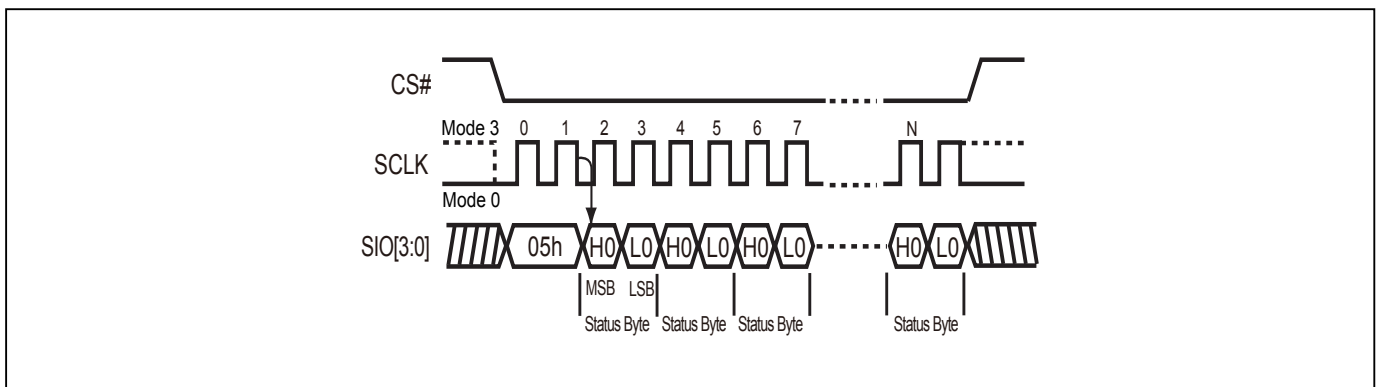 CS#
Mode 3 0 1 2 3 4 5 6 7 N
SCLK
Mode 0
SIO[3:0] 05h H0 L0 H0 L0 H0 L0 H0 L0
MSB LSB
Status Byte Status Byte Status Byte Status Byte